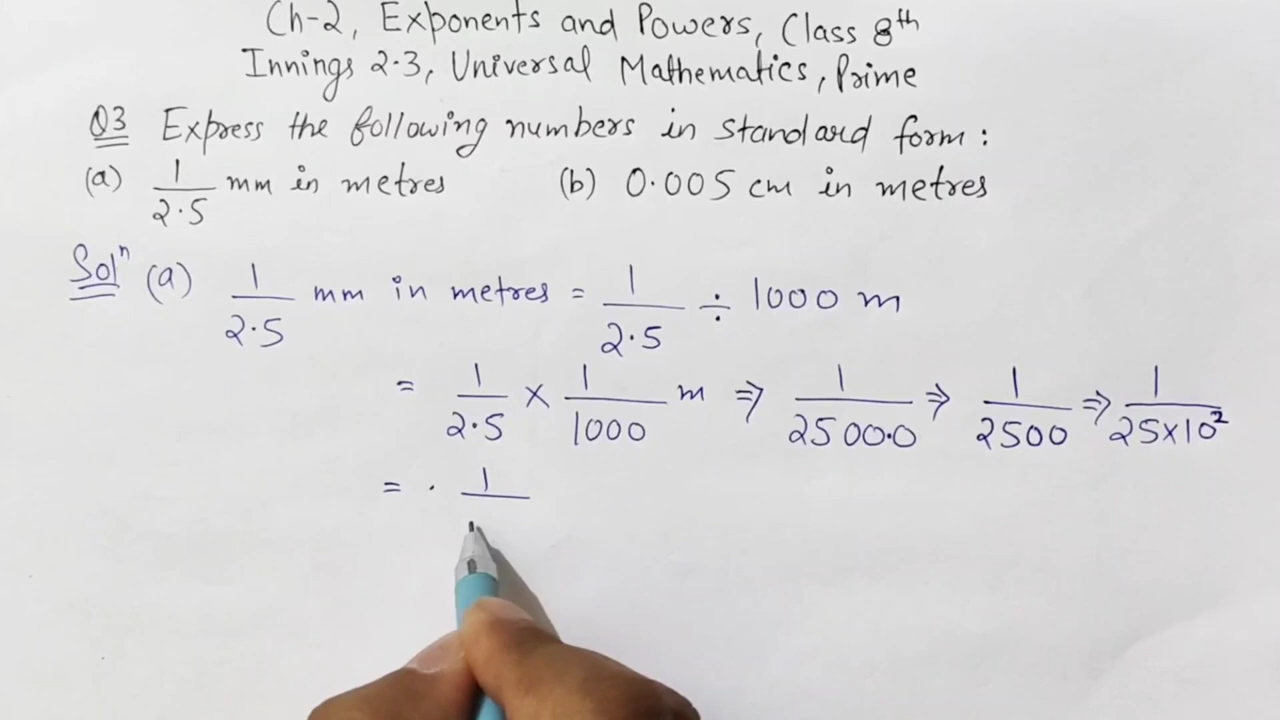 Ch-2, Exponents and Powers, Class 8th
Innings 2.3, Universal Mathematics, Prime
Q3 Express the following numbers in standard form:
(a) 1/2.5 mm in metres (b) 0.005 cm in metres
Solⁿ (a) 1/2.5 mm in metres = 1/2.5 ÷ 1000 m
= 1/2.5 × 1/1000 m ⇒ 1/2500.0 ⇒ 1/2500 ⇒ 1/25×10²
= . 1